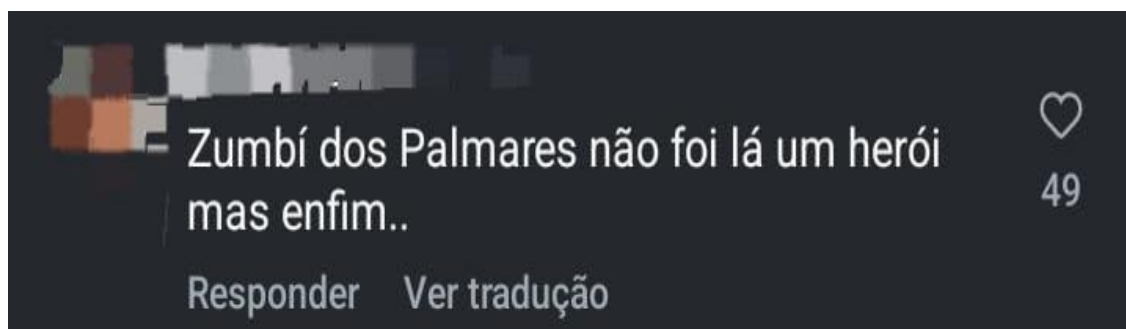 Zumbí dos Palmares não foi lá um herói
mas enfim..
49
Responder Ver tradução